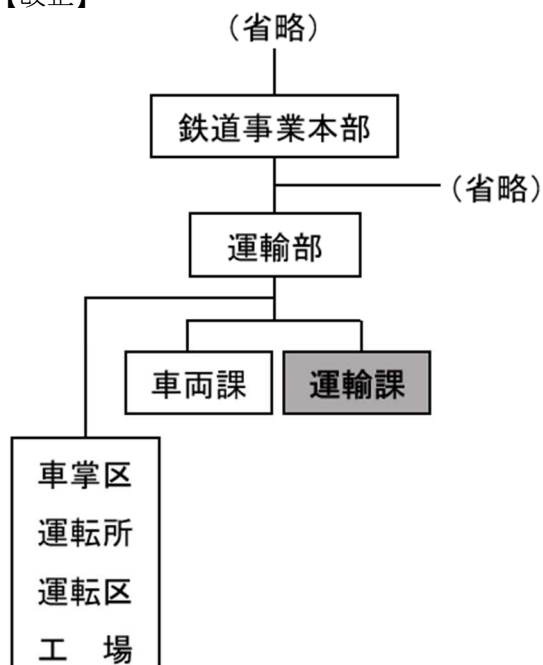 【改正】
（省略）
鉄道事業本部
（省略）
運輸部
車両課
運輸課
車掌区
運転所
運転区
工　場